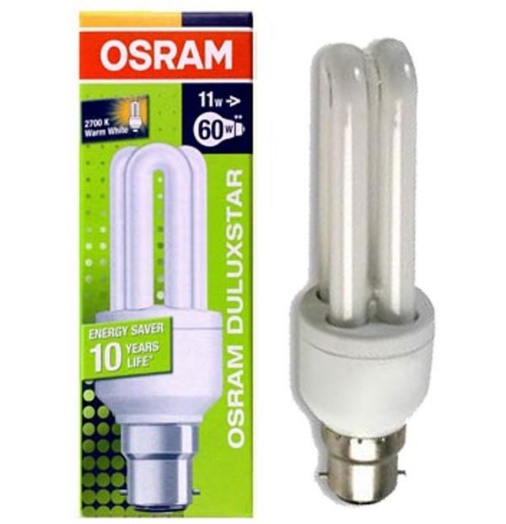 OSRAM
11W->
60W
2700 K
Warm White
OSRAM DULUXSTAR
ENERGY SAVER
10 YEARS
LIFE*